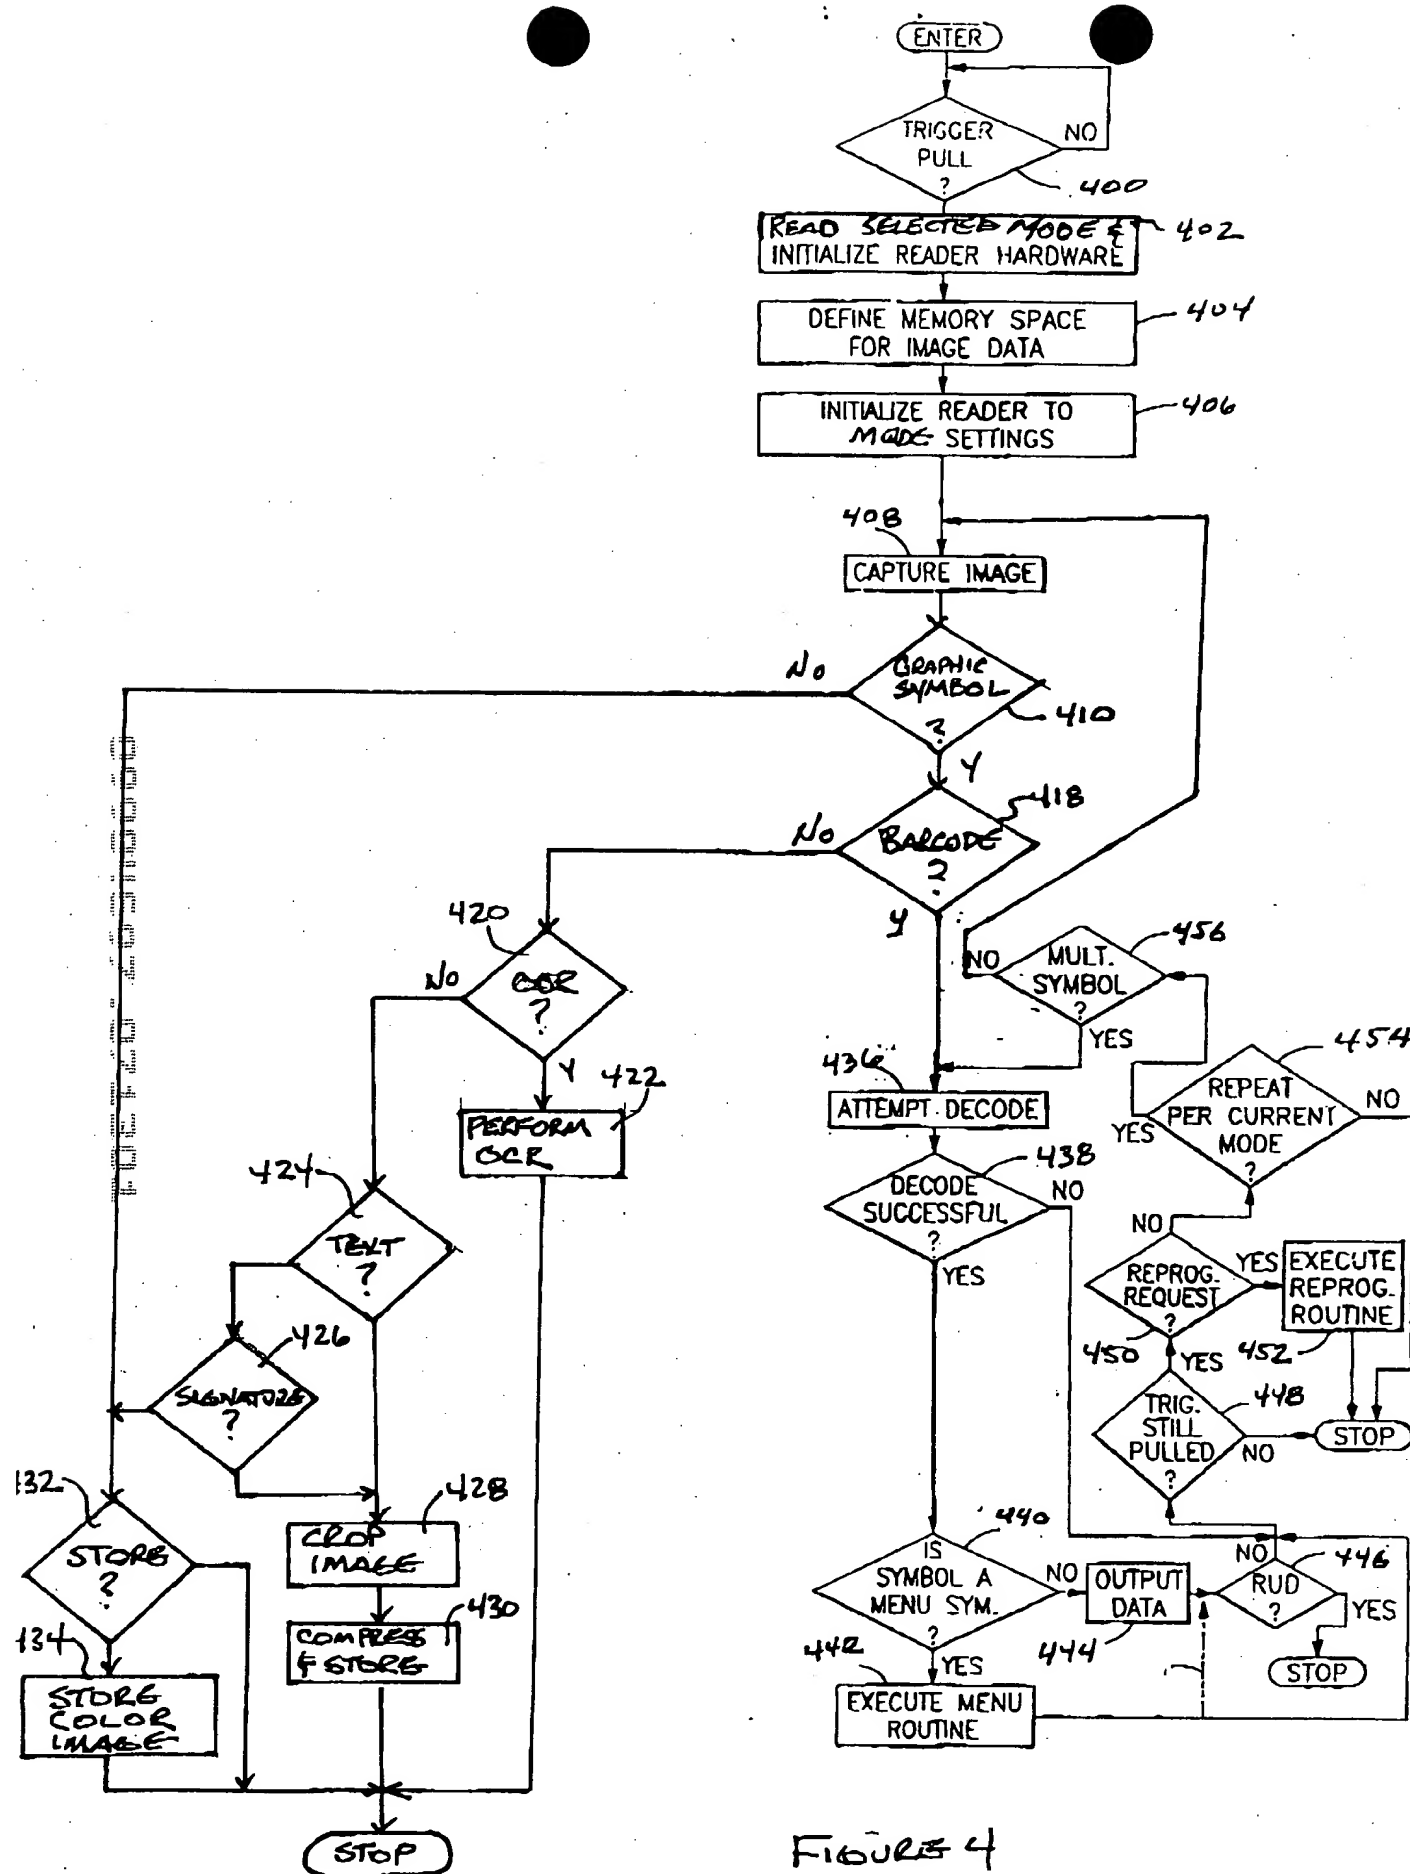 ENTER
TRIGGER
PULL
?
NO
400
READ SELECTED MODE &
INITIALIZE READER HARDWARE
402
DEFINE MEMORY SPACE
FOR IMAGE DATA
404
INITIALIZE READER TO
MODE SETTINGS
406
408
CAPTURE IMAGE
GRAPHIC
SYMBOL
?
No
410
Y
BARCODE
?
418
No
Y
420
OCR
?
No
Y
422
PERFORM
OCR
424
TEXT
?
426
SIGNATURE
?
432
STORE
?
434
STORE
COLOR
IMAGE
428
CROP
IMAGE
430
COMPRESS
& STORE
STOP
456
MULT.
SYMBOL
?
NO
YES
436
ATTEMPT DECODE
454
REPEAT
PER CURRENT
MODE
?
NO
YES
438
DECODE
SUCCESSFUL
?
NO
YES
NO
REPROG.
REQUEST
?
450
YES
EXECUTE
REPROG.
ROUTINE
452
YES
448
TRIG.
STILL
PULLED
?
NO
STOP
440
IS
SYMBOL A
MENU SYM.
?
NO
OUTPUT
DATA
444
NO
446
RUD
?
YES
STOP
442
YES
EXECUTE MENU
ROUTINE
FIGURE 4